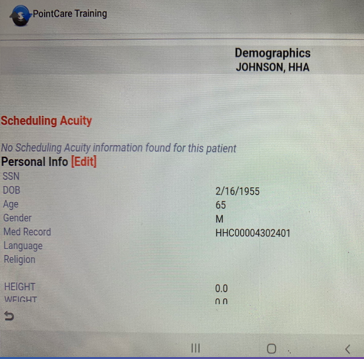 PointCare Training
Demographics
JOHNSON, HHA
Scheduling Acuity
No Scheduling Acuity information found for this patient
Personal Info [Edit]
SSN
DOB 2/16/1955
Age 65
Gender M
Med Record HHC00004302401
Language
Religion
HEIGHT 0.0
WEIGHT 0.0